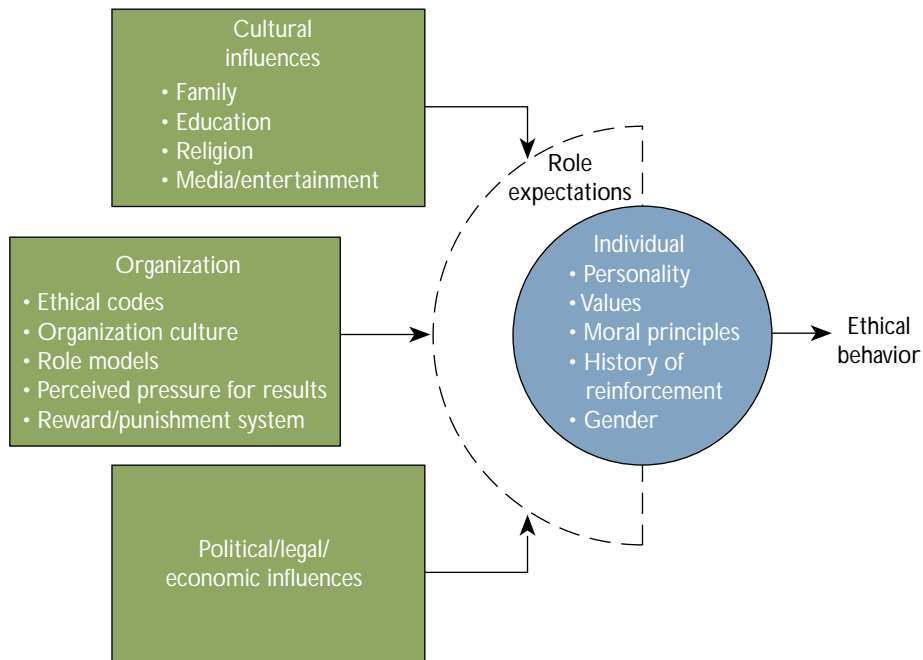 Cultural
influences
• Family
• Education
• Religion
• Media/entertainment
Role
expectations
Organization
• Ethical codes
• Organization culture
• Role models
• Perceived pressure for results
• Reward/punishment system
Individual
• Personality
• Values
• Moral principles
• History of
reinforcement
• Gender
Ethical
behavior
Political/legal/
economic influences